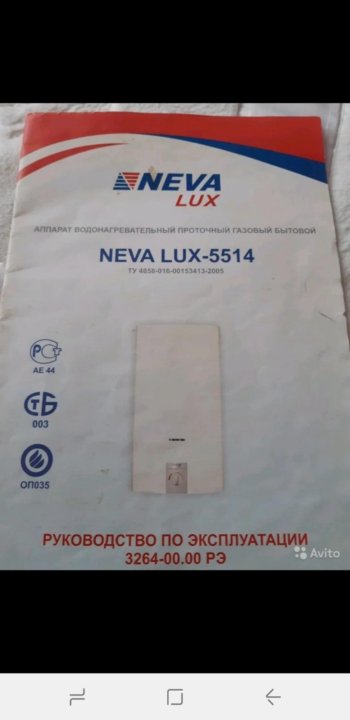 NEVA
LUX
АППАРАТ ВОДОНАГРЕВАТЕЛЬНЫЙ ПРОТОЧНЫЙ ГАЗОВЫЙ БЫТОВОЙ
NEVA LUX-5514
ТУ 4858-016-00153413-2005
АЕ 44
СТБ
003
ОП035
РУКОВОДСТВО ПО ЭКСПЛУАТАЦИИ
3264-00.00 РЭ
Avito